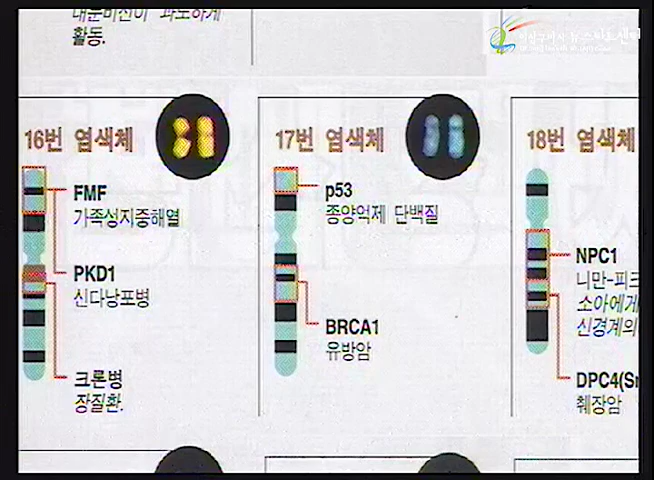 활동.
16번 염색체
FMF
가족성지중해열
PKD1
신다낭포병
크론병
장질환.
17번 염색체
p53
종양억제 단백질
BRCA1
유방암
18번 염색체
NPC1
니만-피크
소아에게
신경계의
DPC4(Sm
췌장암